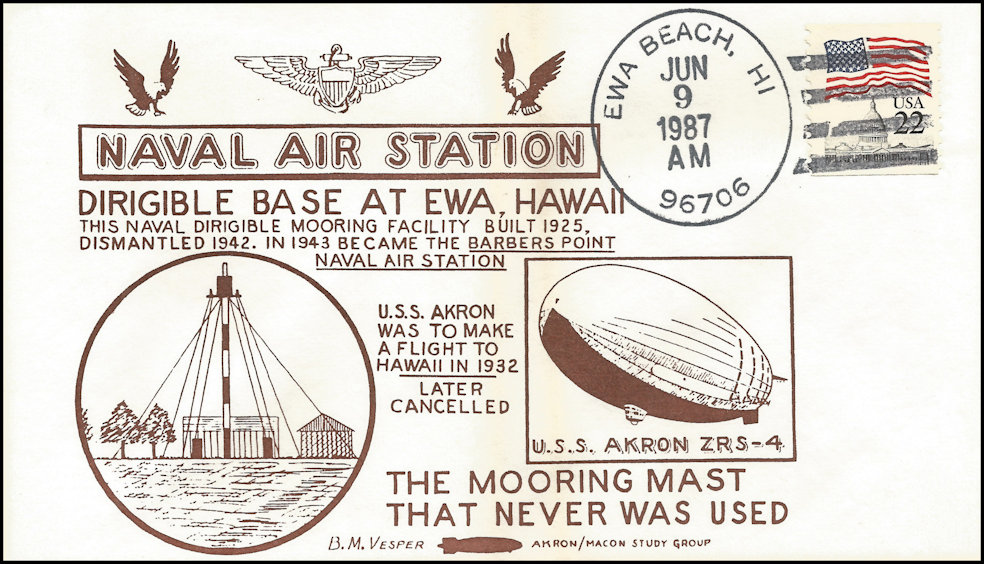 EWA BEACH, HI
JUN
9
1987
AM
96706
USA
22
NAVAL AIR STATION
DIRIGIBLE BASE AT EWA, HAWAII
THIS NAVAL DIRIGIBLE MOORING FACILITY BUILT 1925,
DISMANTLED 1942. IN 1943 BECAME THE BARBERS POINT
NAVAL AIR STATION
U.S.S. AKRON
WAS TO MAKE
A FLIGHT TO
HAWAII IN 1932
LATER
CANCELLED
U.S.S. AKRON ZRS-4
THE MOORING MAST
THAT NEVER WAS USED
B.M. VESPER
AKRON/MACON STUDY GROUP